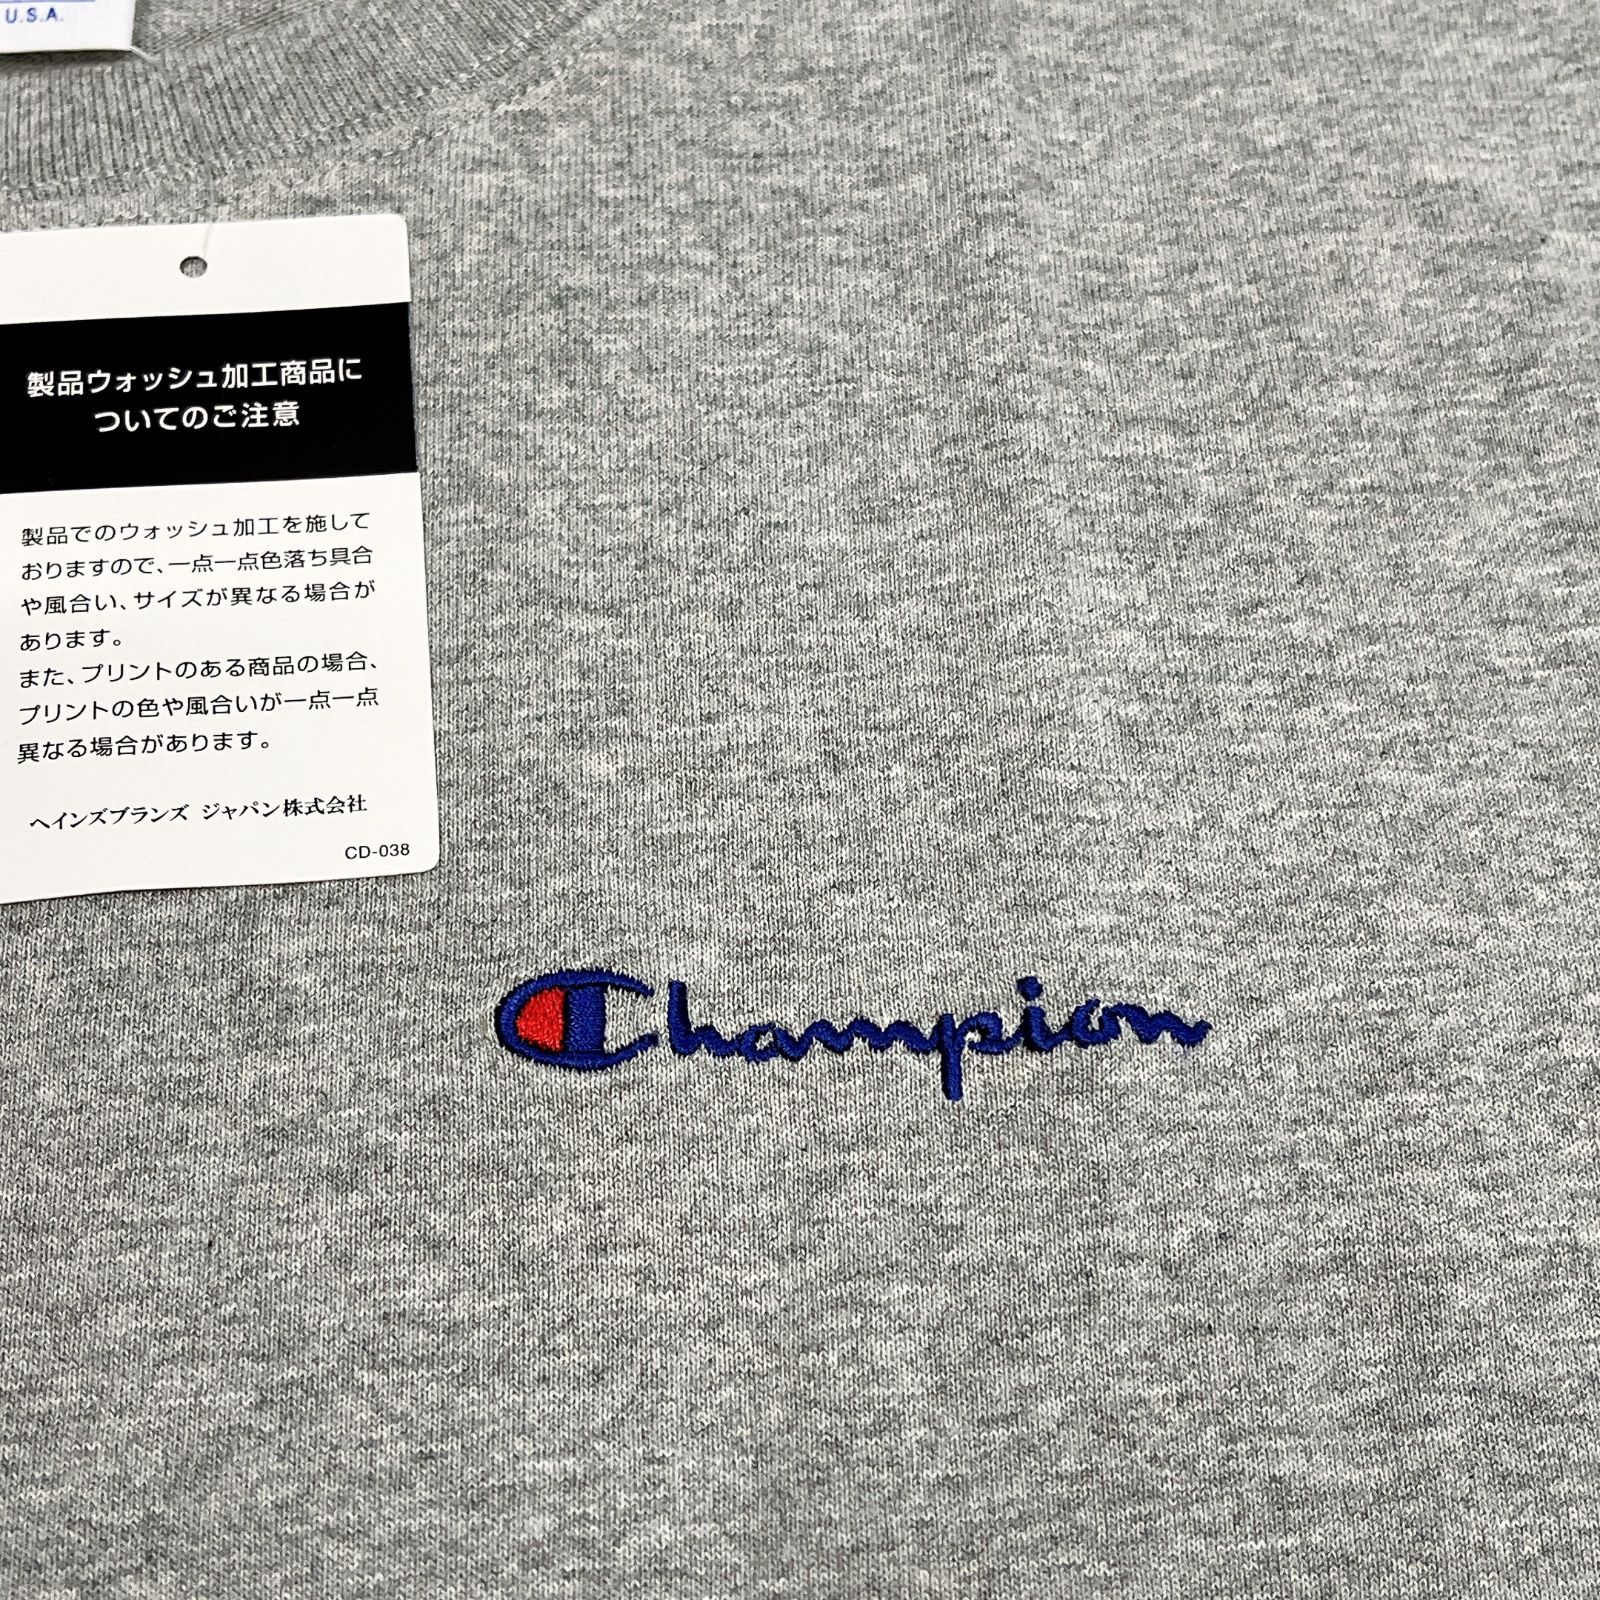 U.S.A.
製品ウォッシュ加工商品に
ついてのご注意
製品でのウォッシュ加工を施して
おりますので、一点一点色落ち具合
や風合い、サイズが異なる場合が
あります。
また、プリントのある商品の場合、
プリントの色や風合いが一点一点
異なる場合があります。
ヘインズブランズ ジャパン株式会社
CD-038
Champion